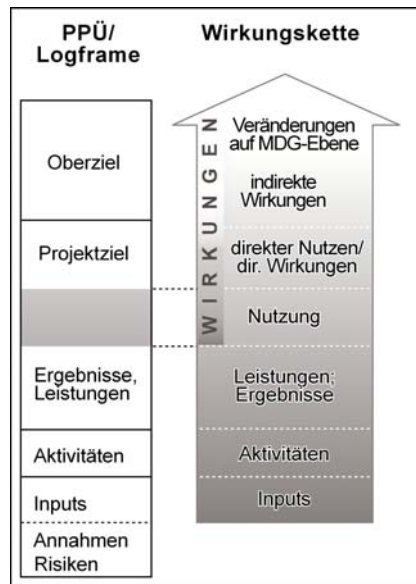 PPÜ/
Logframe
Oberziel
Projektziel
Ergebnisse,
Leistungen
Aktivitäten
Inputs
Annahmen
Risiken
Wirkungskette
WIRKUNGEN
Veränderungen
auf MDG-Ebene
indirekte
Wirkungen
direkter Nutzen/
dir. Wirkungen
Nutzung
Leistungen;
Ergebnisse
Aktivitäten
Inputs